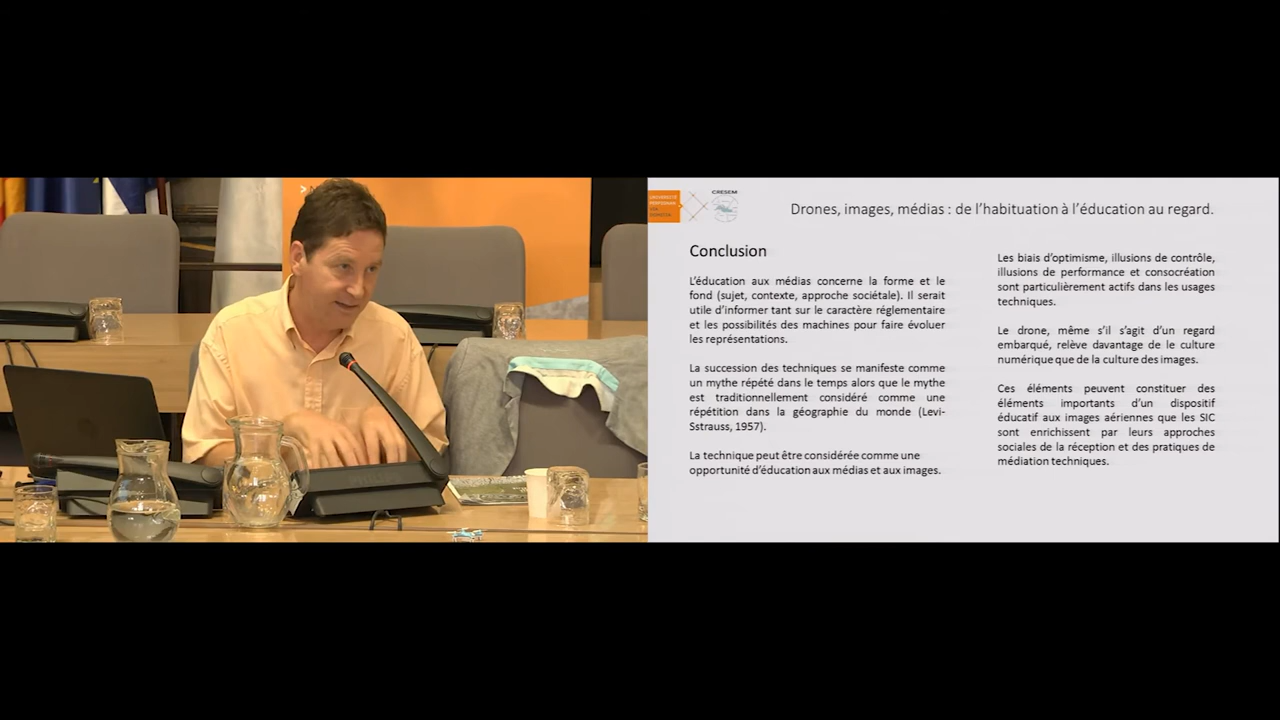 UNIVERSITÉ
PERPIGNAN
VIA
DOMITIA
CRESEM
Drones, images, médias : de l'habituation à l'éducation au regard.
Conclusion
L'éducation aux médias concerne la forme et le
fond (sujet, contexte, approche sociétale). Il serait
utile d'informer tant sur le caractère réglementaire
et les possibilités des machines pour faire évoluer
les représentations.
La succession des techniques se manifeste comme
un mythe répété dans le temps alors que le mythe
est traditionnellement considéré comme une
répétition dans la géographie du monde (Levi-
Sstrauss, 1957).
La technique peut être considérée comme une
opportunité d'éducation aux médias et aux images.
Les biais d'optimisme, illusions de contrôle,
illusions de performance et consocréation
sont particulièrement actifs dans les usages
techniques.
Le drone, même s'il s'agit d'un regard
embarqué, relève davantage de le culture
numérique que de la culture des images.
Ces éléments peuvent constituer des
éléments importants d'un dispositif
éducatif aux images aériennes que les SIC
sont enrichissent par leurs approches
sociales de la réception et des pratiques de
médiation techniques.